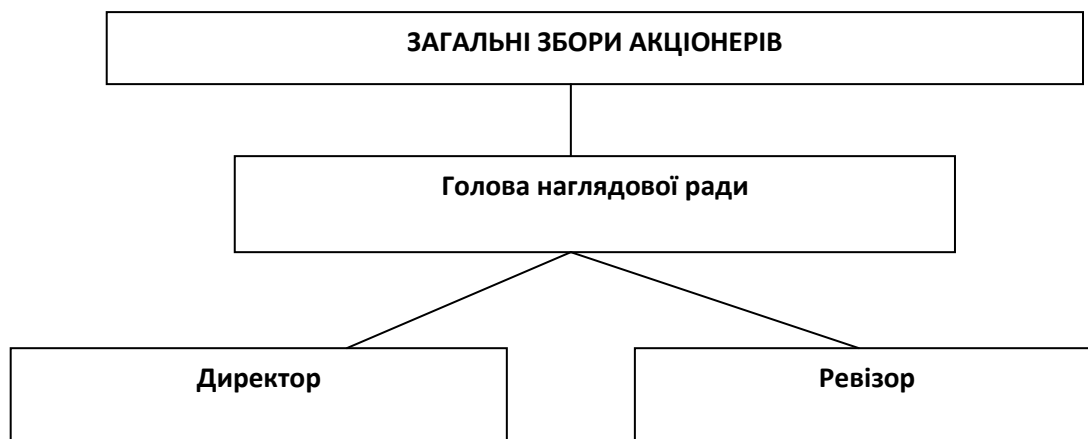 ЗАГАЛЬНІ ЗБОРИ АКЦІОНЕРІВ
Голова наглядової ради
Директор
Ревізор